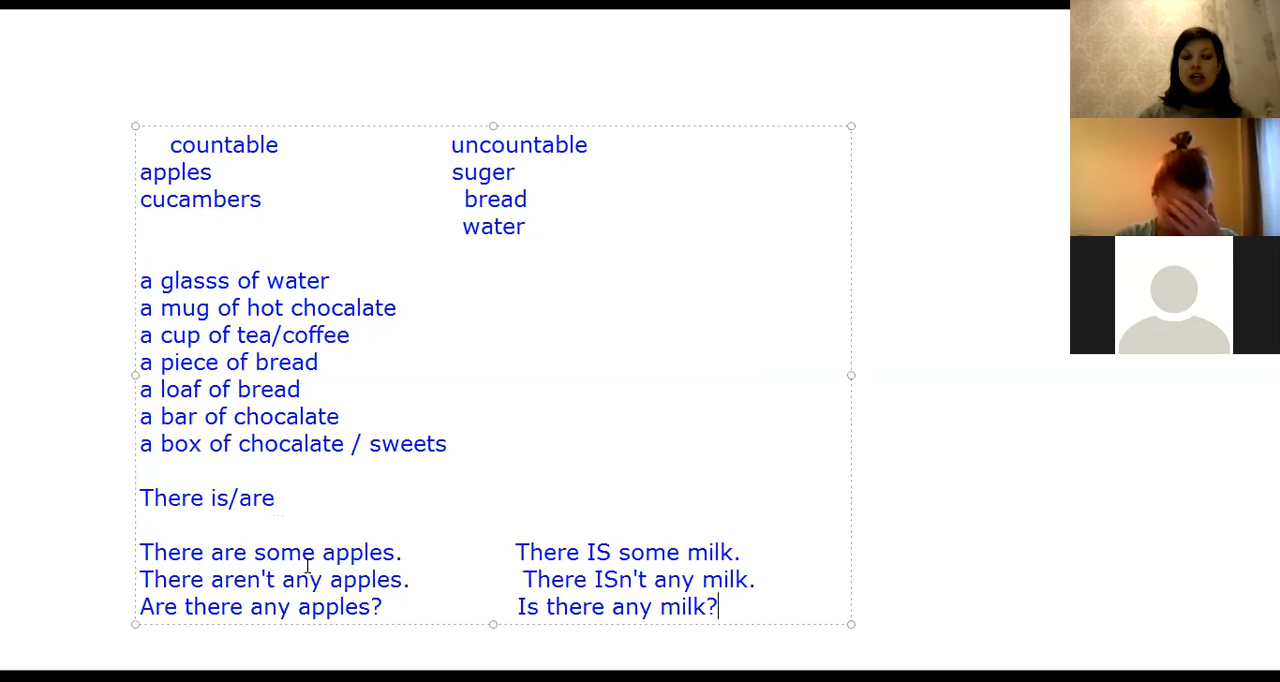 countable uncountable
apples suger
cucambers bread
water
a glasss of water
a mug of hot chocalate
a cup of tea/coffee
a piece of bread
a loaf of bread
a bar of chocalate
a box of chocalate / sweets
There is/are
There are some apples. There IS some milk.
There aren't any apples. There ISn't any milk.
Are there any apples? Is there any milk?